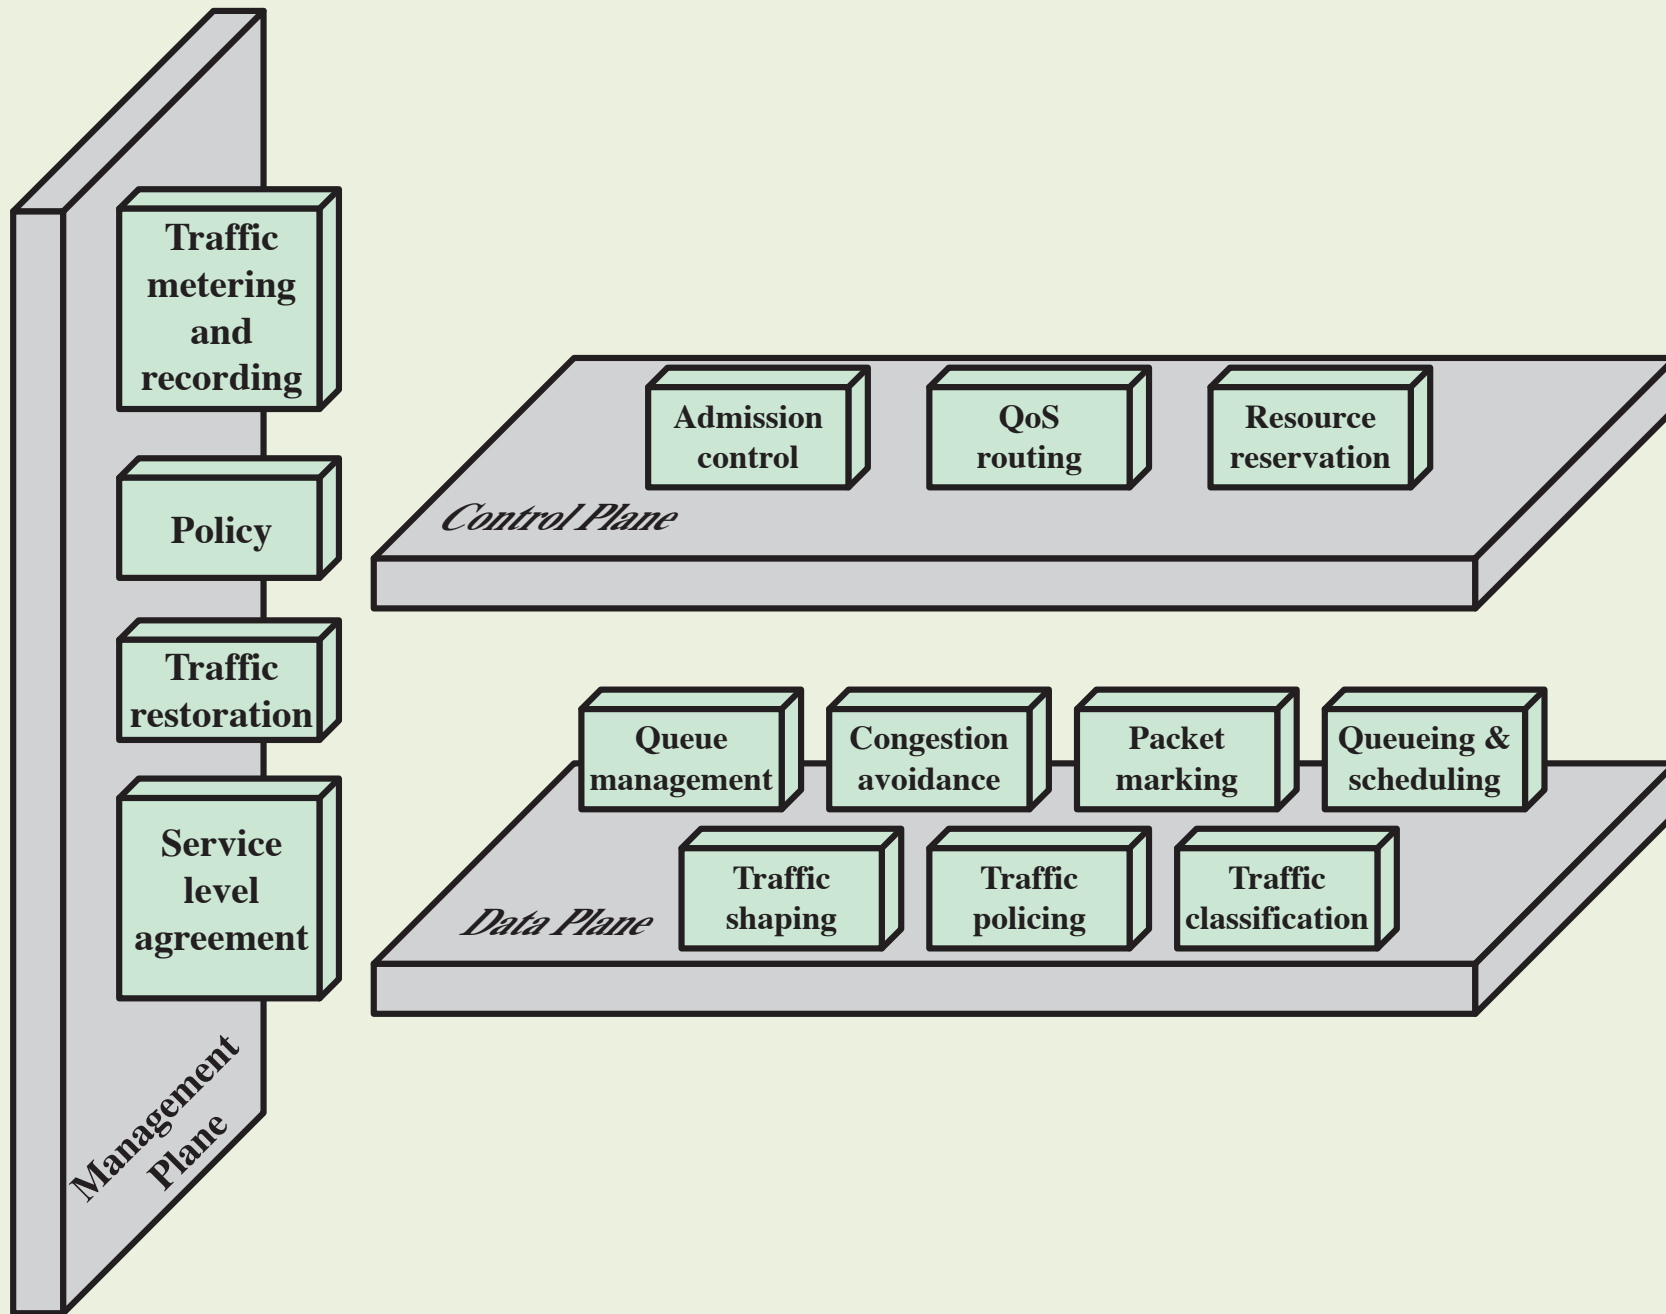 Traffic
metering
and
recording
Policy
Traffic
restoration
Service
level
agreement
Management
Plane
Admission
control
QoS
routing
Resource
reservation
Control Plane
Queue
management
Congestion
avoidance
Packet
marking
Queueing &
scheduling
Traffic
shaping
Traffic
policing
Traffic
classification
Data Plane